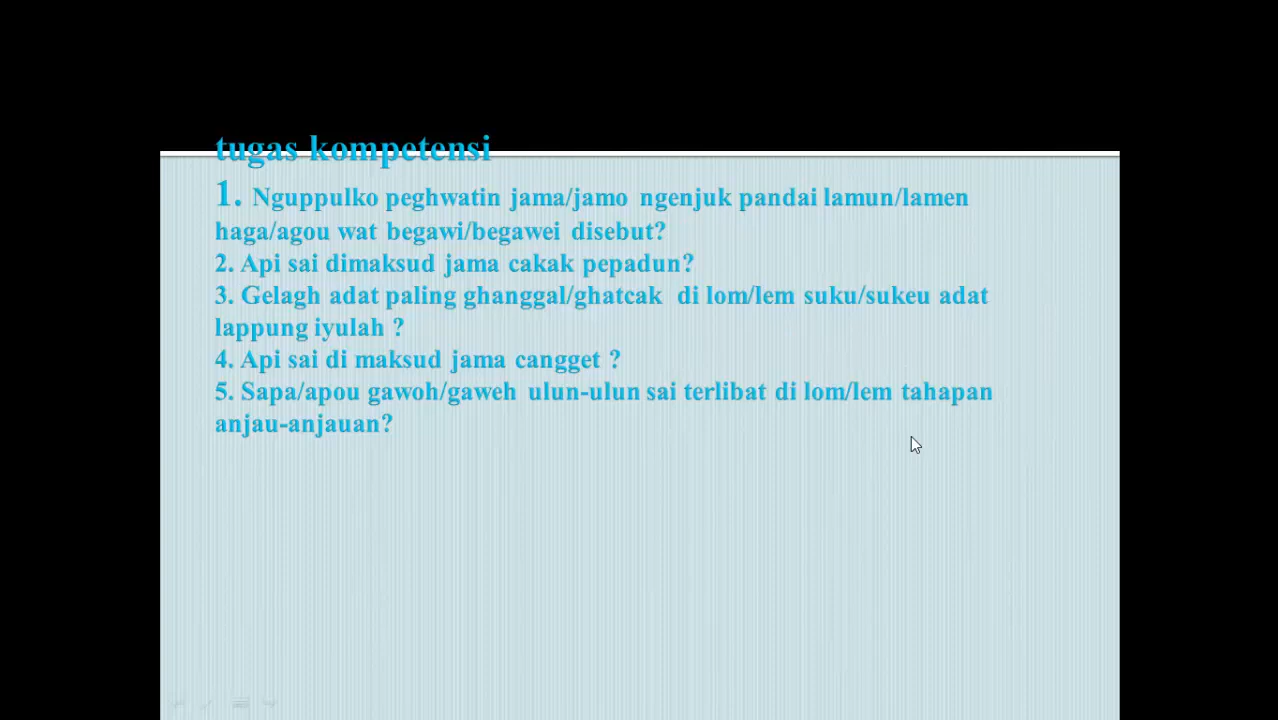 tugas kompetensi
1. Nguppulko peghwatin jama/jamo ngenjuk pandai lamun/lamen
haga/agou wat begawi/begawei disebut?
2. Api sai dimaksud jama cakak pepadun?
3. Gelagh adat paling ghanggal/ghatcak di lom/lem suku/sukeu adat
lappung iyulah ?
4. Api sai di maksud jama cangget ?
5. Sapa/apou gawoh/gaweh ulun-ulun sai terlibat di lom/lem tahapan
anjau-anjauan?